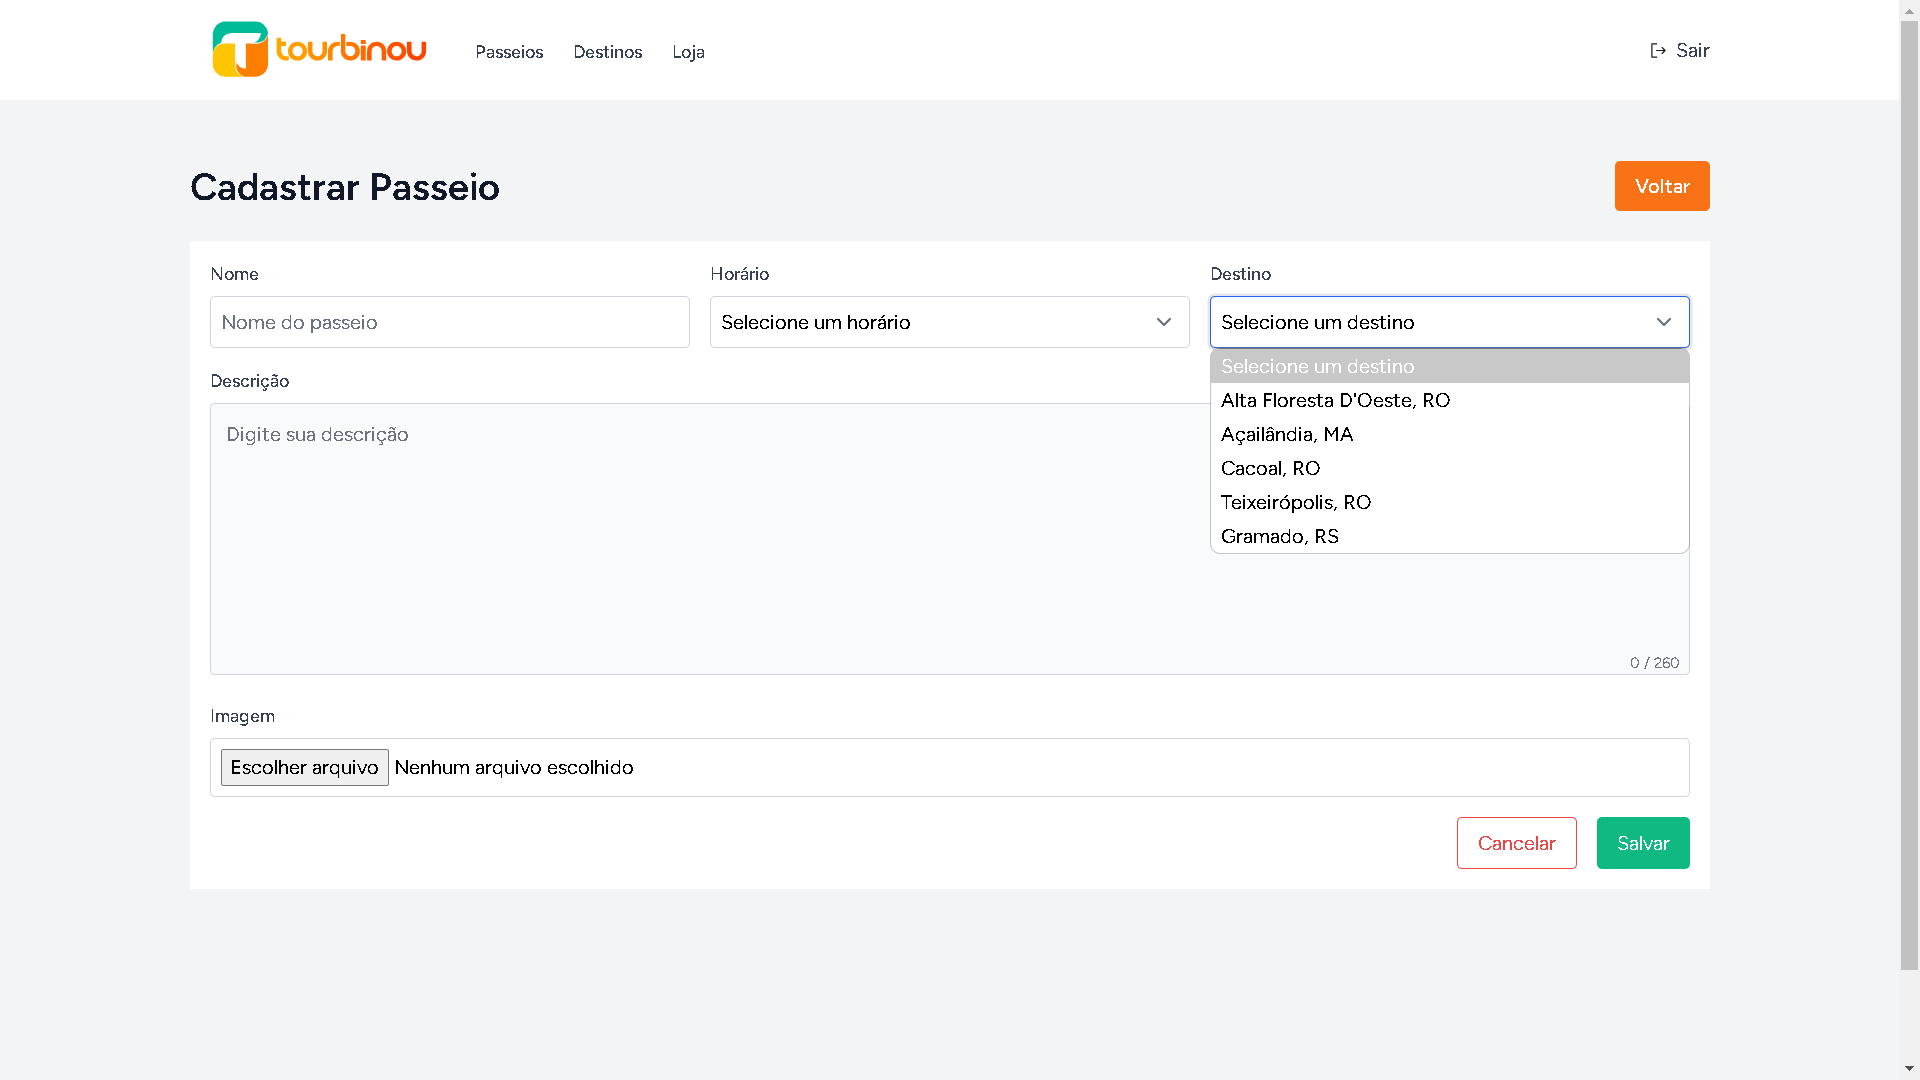 tourbinou
Passeios
Destinos
Loja
Sair
Cadastrar Passeio
Voltar
Nome
Horário
Destino
Nome do passeio
Selecione um horário
Selecione um destino
Selecione um destino
Alta Floresta D'Oeste, RO
Açailândia, MA
Cacoal, RO
Teixeirópolis, RO
Gramado, RS
Descrição
Digite sua descrição
0 / 260
Imagem
Escolher arquivo Nenhum arquivo escolhido
Cancelar
Salvar